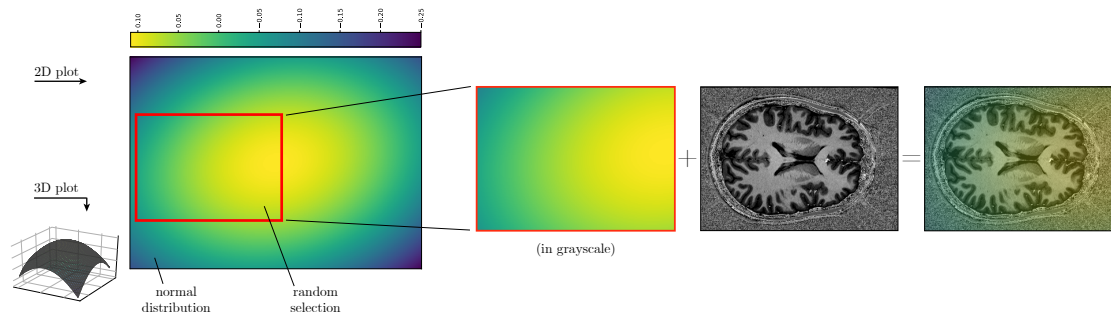 0.10 0.05 0.00 −0.05 −0.10 −0.15 −0.20 −0.25
2D plot
3D plot
+ =
(in grayscale)
normal
distribution
random
selection